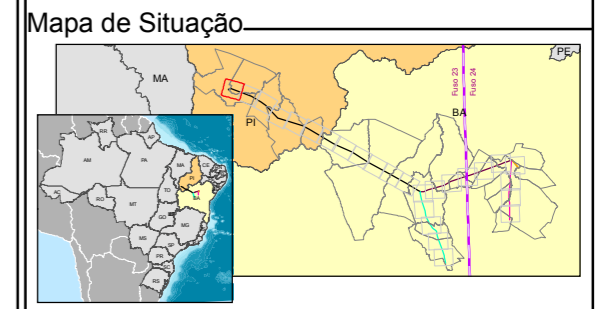 Mapa de Situação
PE
MA
Fuso 23
Fuso 24
BA
PI
RR
AP
AM
PA
MA
CE
PI
AC
TO
RO
BA
MT
GO
MG
MS
SP
PR
RS